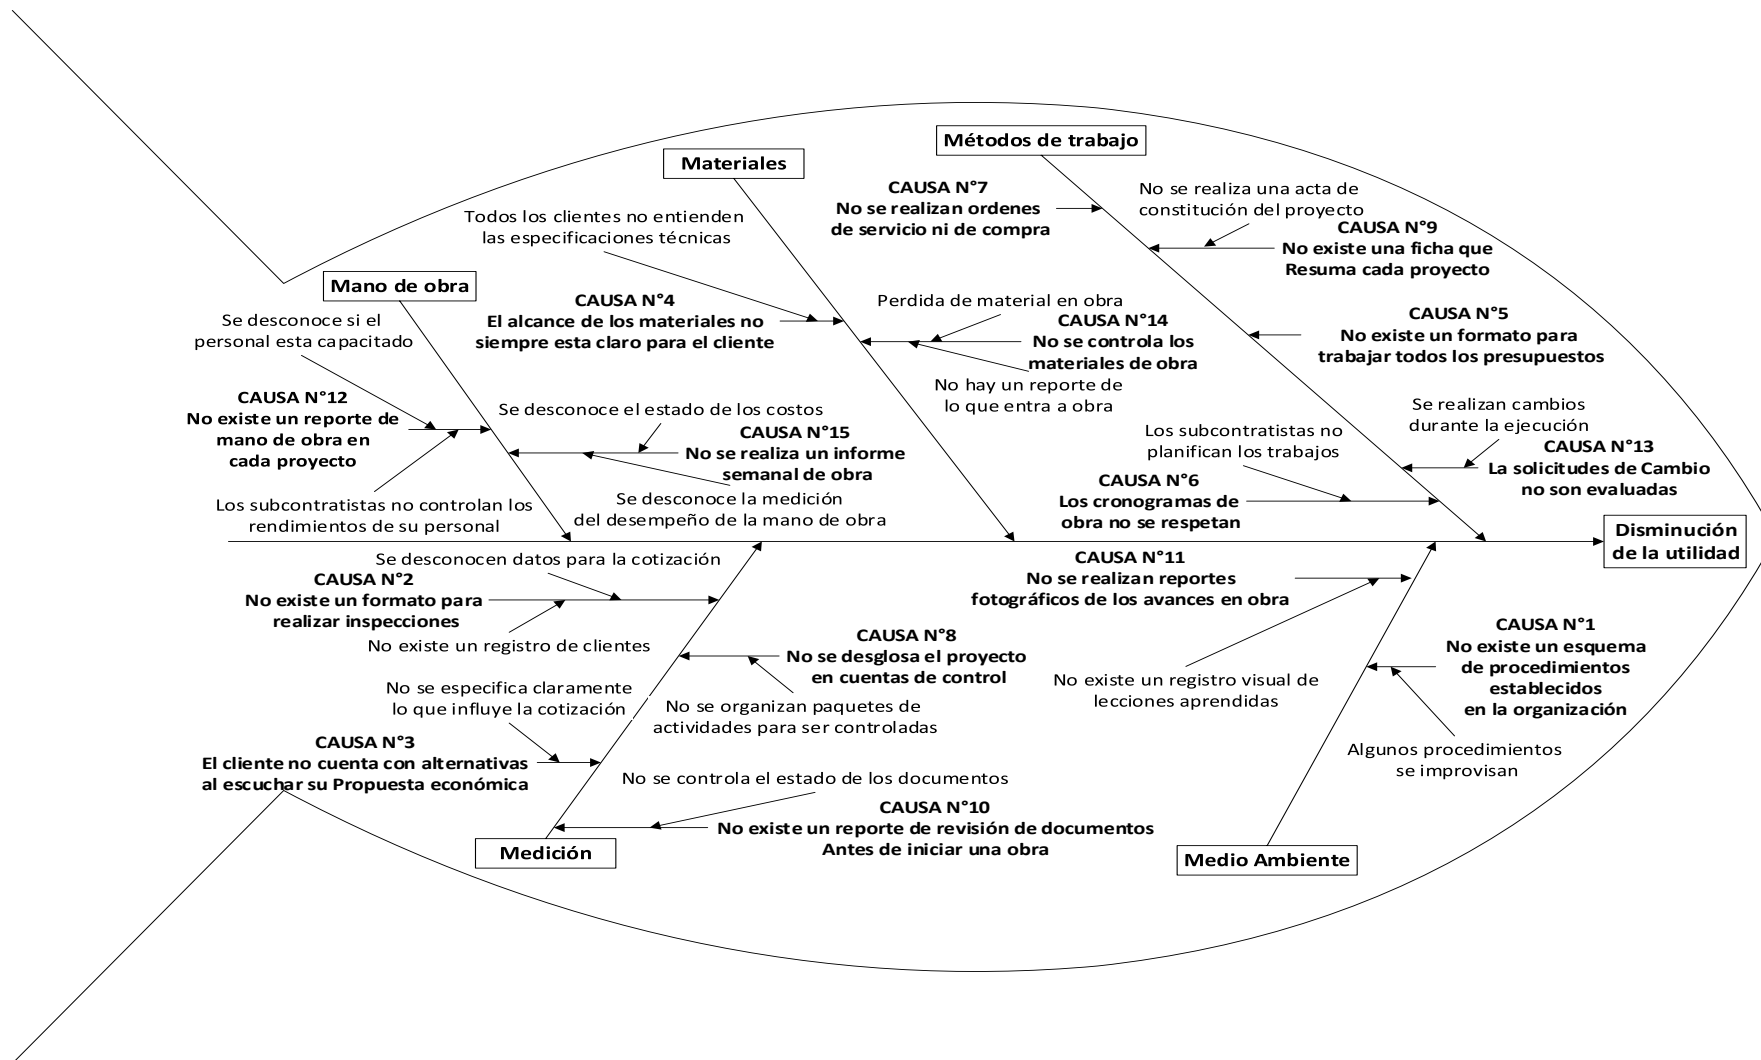 Métodos de trabajo
Materiales
CAUSA N°7
No se realizan ordenes
de servicio ni de compra
No se realiza una acta de
constitución del proyecto
CAUSA N°9
No existe una ficha que
Resuma cada proyecto
Todos los clientes no entienden
las especificaciones técnicas
Mano de obra
CAUSA N°4
El alcance de los materiales no
siempre esta claro para el cliente
Perdida de material en obra
CAUSA N°14
No se controla los
materiales de obra
No hay un reporte de
lo que entra a obra
CAUSA N°5
No existe un formato para
trabajar todos los presupuestos
Se desconoce si el
personal esta capacitado
CAUSA N°12
No existe un reporte de
mano de obra en
cada proyecto
Los subcontratistas no controlan los
rendimientos de su personal
Se desconoce el estado de los costos
CAUSA N°15
No se realiza un informe
semanal de obra
Se desconoce la medición
del desempeño de la mano de obra
Los subcontratistas no
planifican los trabajos
CAUSA N°6
Los cronogramas de
obra no se respetan
Se realizan cambios
durante la ejecución
CAUSA N°13
La solicitudes de Cambio
no son evaluadas
Disminución
de la utilidad
Se desconocen datos para la cotización
CAUSA N°2
No existe un formato para
realizar inspecciones
No existe un registro de clientes
CAUSA N°11
No se realizan reportes
fotográficos de los avances en obra
No existe un registro visual de
lecciones aprendidas
CAUSA N°8
No se desglosa el proyecto
en cuentas de control
No se organizan paquetes de
actividades para ser controladas
CAUSA N°1
No existe un esquema
de procedimientos
establecidos
en la organización
Algunos procedimientos
se improvisan
No se especifica claramente
lo que influye la cotización
CAUSA N°3
El cliente no cuenta con alternativas
al escuchar su Propuesta económica
No se controla el estado de los documentos
CAUSA N°10
No existe un reporte de revisión de documentos
Antes de iniciar una obra
Medición
Medio Ambiente